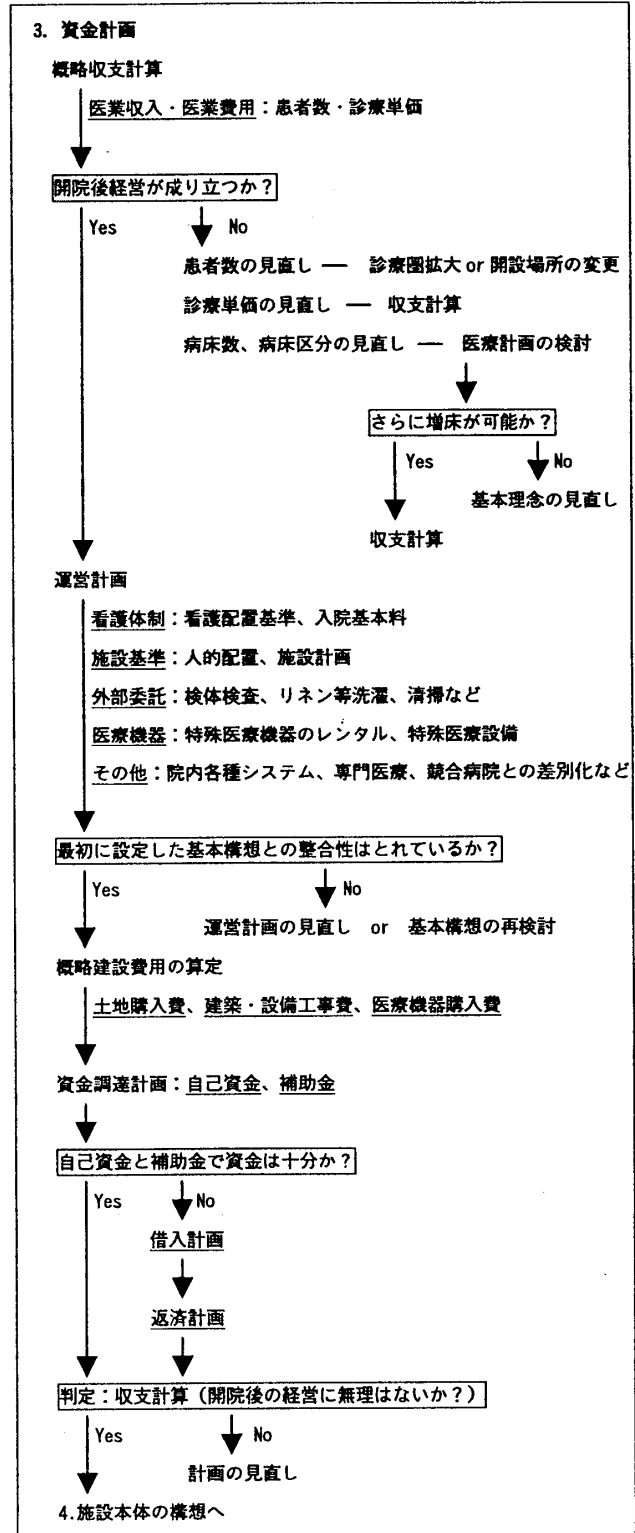 3. 資金計画
概略収支計算
医業収入・医業費用：患者数・診療単価
開院後経営が成り立つか？
Yes No
患者数の見直し ― 診療圏拡大 or 開設場所の変更
診療単価の見直し ― 収支計算
病床数、病床区分の見直し ― 医療計画の検討
さらに増床が可能か？
Yes No
基本理念の見直し
収支計算
運営計画
看護体制：看護配置基準、入院基本料
施設基準：人的配置、施設計画
外部委託：検体検査、リネン等洗濯、清掃など
医療機器：特殊医療機器のレンタル、特殊医療設備
その他：院内各種システム、専門医療、競合病院との差別化など
最初に設定した基本構想との整合性はとれているか？
Yes No
運営計画の見直し or 基本構想の再検討
概略建設費用の算定
土地購入費、建築・設備工事費、医療機器購入費
資金調達計画：自己資金、補助金
自己資金と補助金で資金は十分か？
Yes No
借入計画
返済計画
判定：収支計算（開院後の経営に無理はないか？）
Yes No
計画の見直し
4.施設本体の構想へ